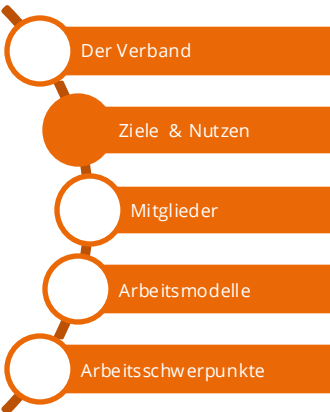 Der Verband
Ziele & Nutzen
Mitglieder
Arbeitsmodelle
Arbeitsschwerpunkte